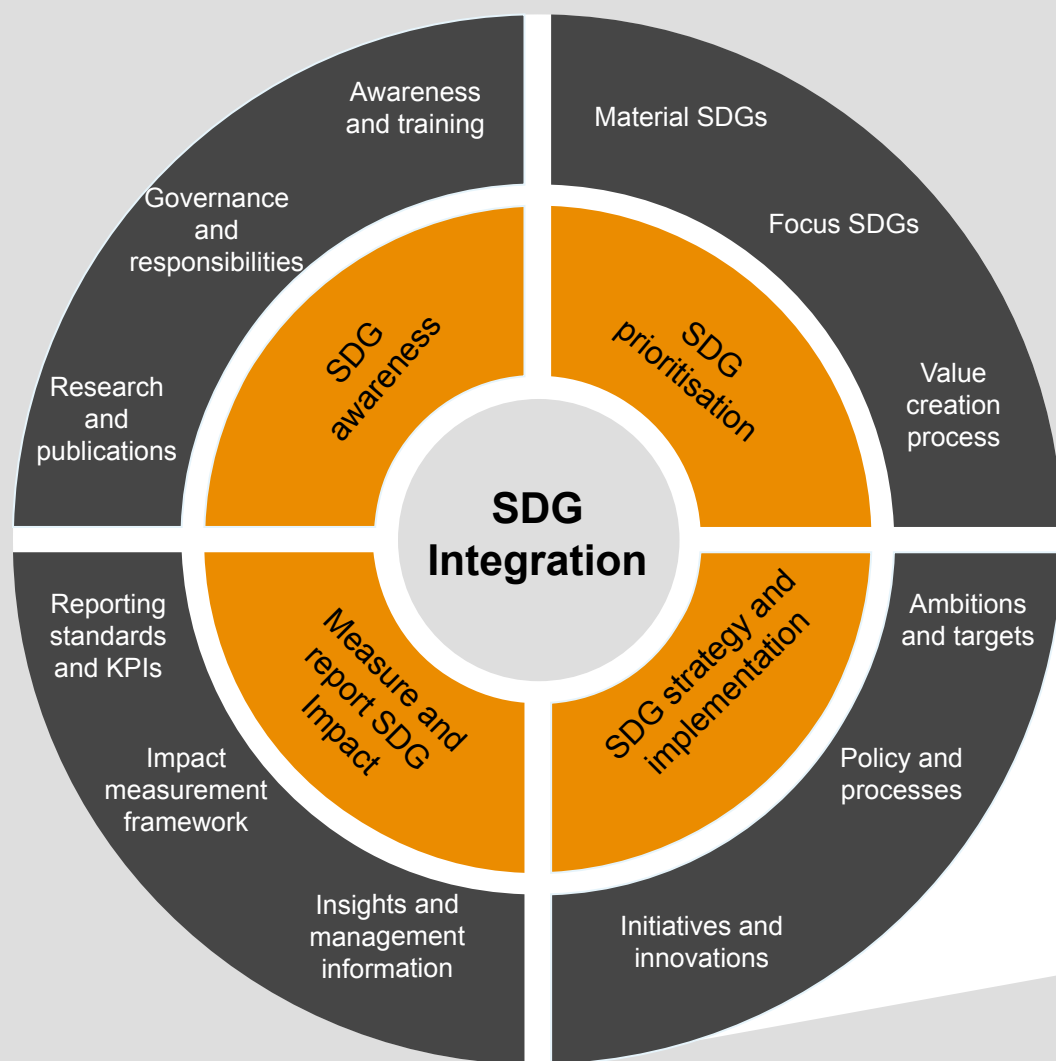 Awareness
and training
Governance
and
responsibilities
Research
and
publications
Material SDGs
Focus SDGs
Value
creation
process
SDG
awareness
SDG
prioritisation
SDG
Integration
Measure and
report SDG
Impact
SDG strategy and
implementation
Reporting
standards
and KPIs
Impact
measurement
framework
Insights and
management
information
Ambitions
and targets
Policy and
processes
Initiatives and
innovations